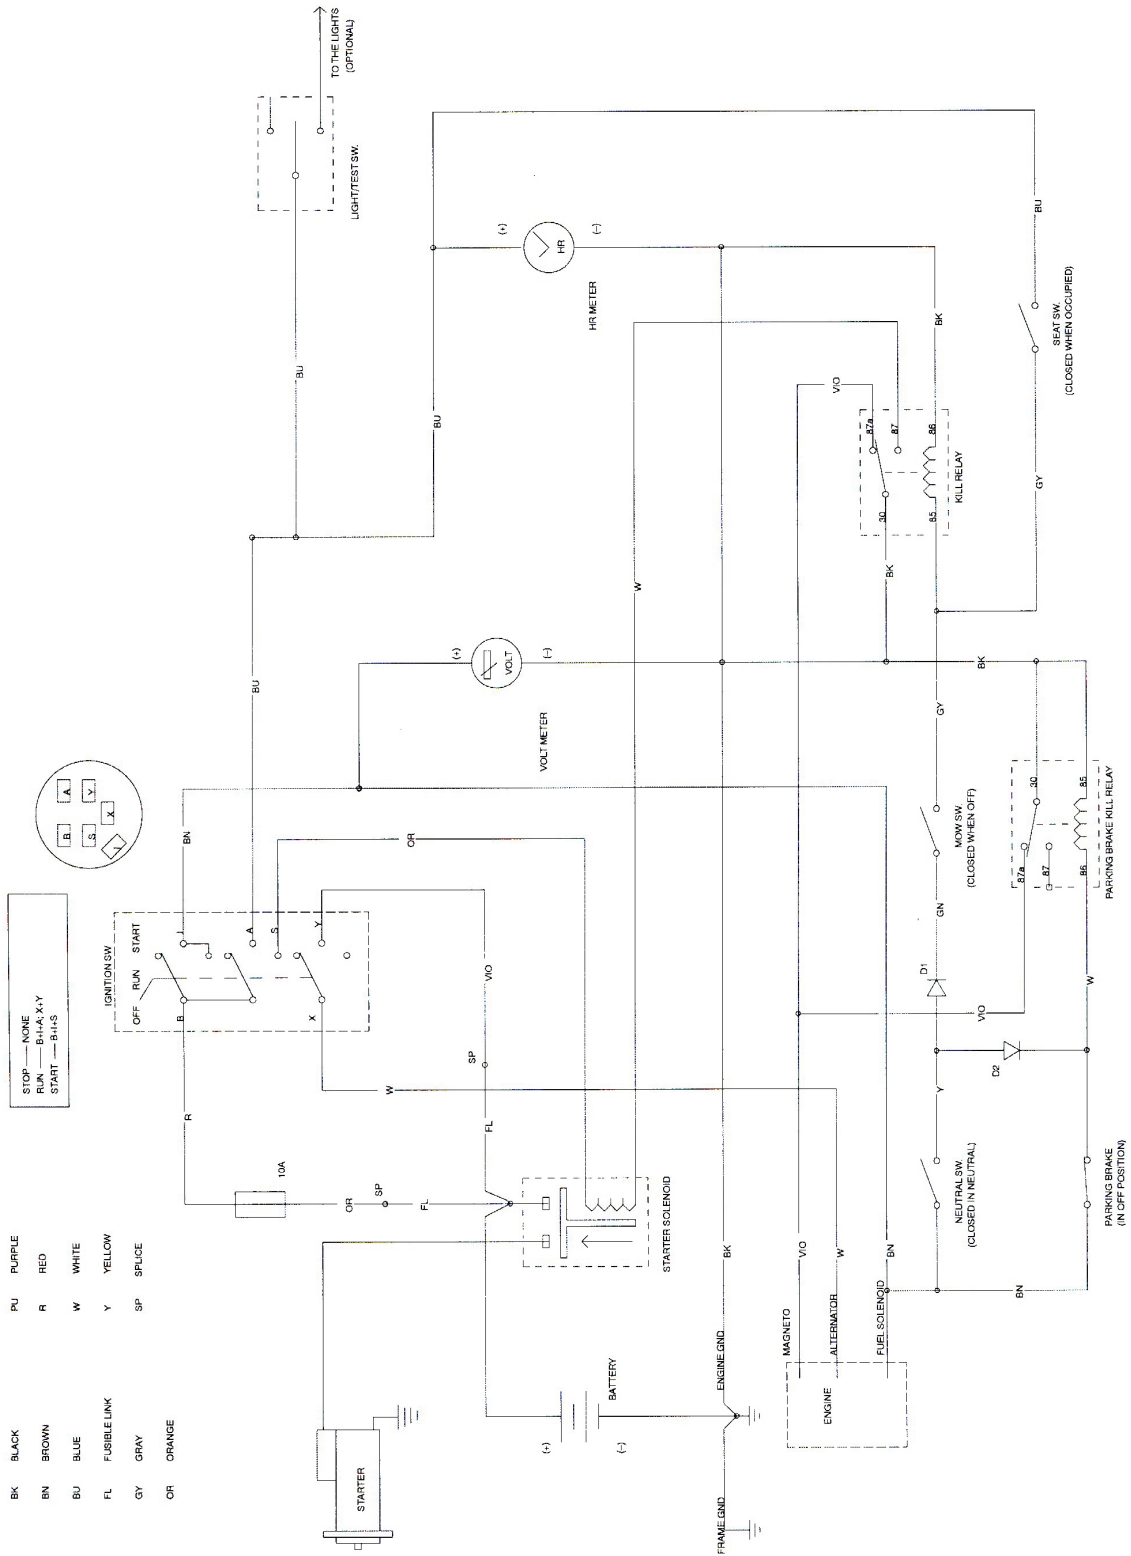 BK BLACK
BN BROWN
BU BLUE
FL FUSIBLE LINK
GY GRAY
OR ORANGE
PU PURPLE
R RED
W WHITE
Y YELLOW
SP SPLICE
STOP NONE
RUN B+I+A; X+Y
START B+I+S
B
A
S
Y
X
I
IGNITION SW
OFF RUN START
B
I
A
S
X
Y
R
BN
BU
OR
VIO
W
10A
OR
SP
FL
SP
FL
STARTER
STARTER SOLENOID
(+)
(–)
BATTERY
FRAME GND
ENGINE GND
BK
TO THE LIGHTS
(OPTIONAL)
LIGHT/TEST SW.
BU
BU
(+)
HR
(–)
HR METER
(+)
VOLT
(–)
VOLT METER
W
VIO
BK
87a
87
86
30
85
KILL RELAY
BK
BU
SEAT SW.
(CLOSED WHEN OCCUPIED)
GY
BK
GY
MOW SW.
(CLOSED WHEN OFF)
GN
D1
30
85
87a
87
86
PARKING BRAKE KILL RELAY
VIO
W
D2
Y
NEUTRAL SW.
(CLOSED IN NEUTRAL)
PARKING BRAKE
(IN OFF POSITION)
BN
VIO
W
BN
MAGNETO
ALTERNATOR
FUEL SOLENOID
ENGINE